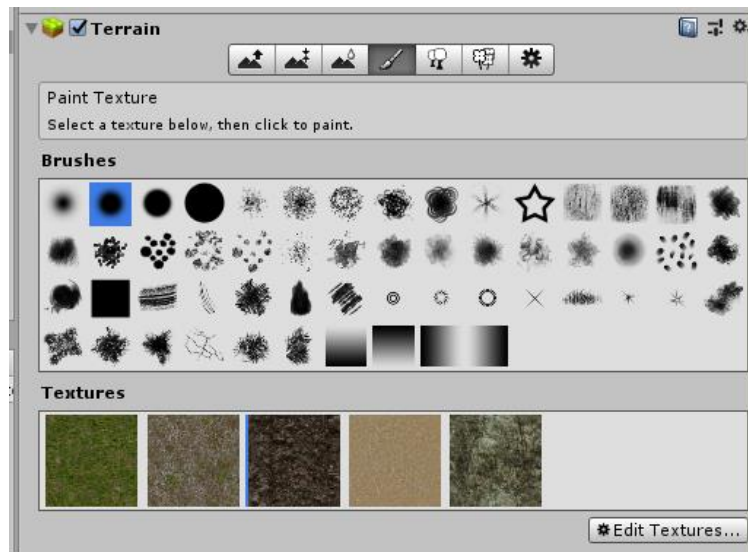 Terrain
Paint Texture
Select a texture below, then click to paint.
Brushes
Textures
Edit Textures...